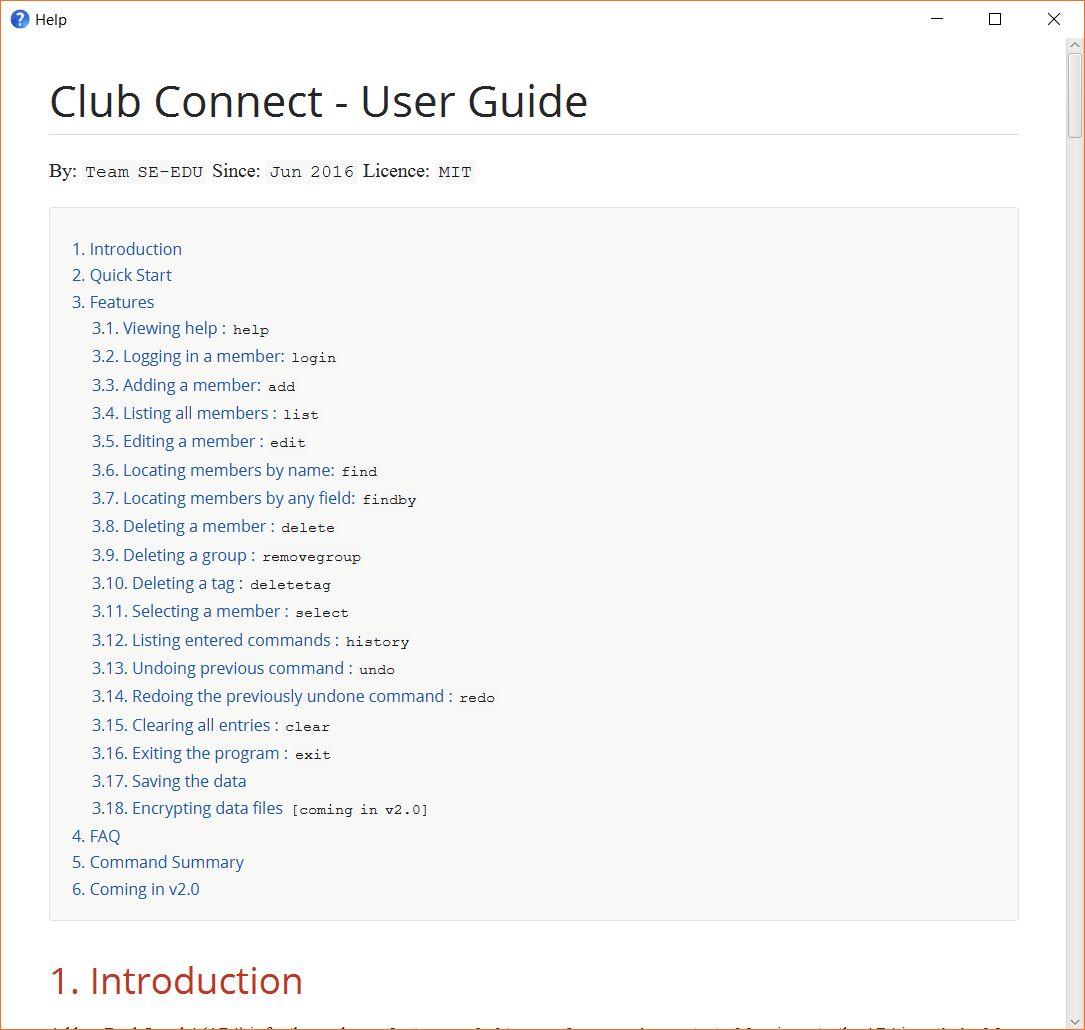 Help
Club Connect - User Guide
By: Team SE-EDU Since: Jun 2016 Licence: MIT
1. Introduction
2. Quick Start
3. Features
3.1. Viewing help : help
3.2. Logging in a member: login
3.3. Adding a member: add
3.4. Listing all members : list
3.5. Editing a member : edit
3.6. Locating members by name: find
3.7. Locating members by any field: findby
3.8. Deleting a member : delete
3.9. Deleting a group : removegroup
3.10. Deleting a tag : deletetag
3.11. Selecting a member : select
3.12. Listing entered commands : history
3.13. Undoing previous command : undo
3.14. Redoing the previously undone command : redo
3.15. Clearing all entries : clear
3.16. Exiting the program : exit
3.17. Saving the data
3.18. Encrypting data files [coming in v2.0]
4. FAQ
5. Command Summary
6. Coming in v2.0
1. Introduction